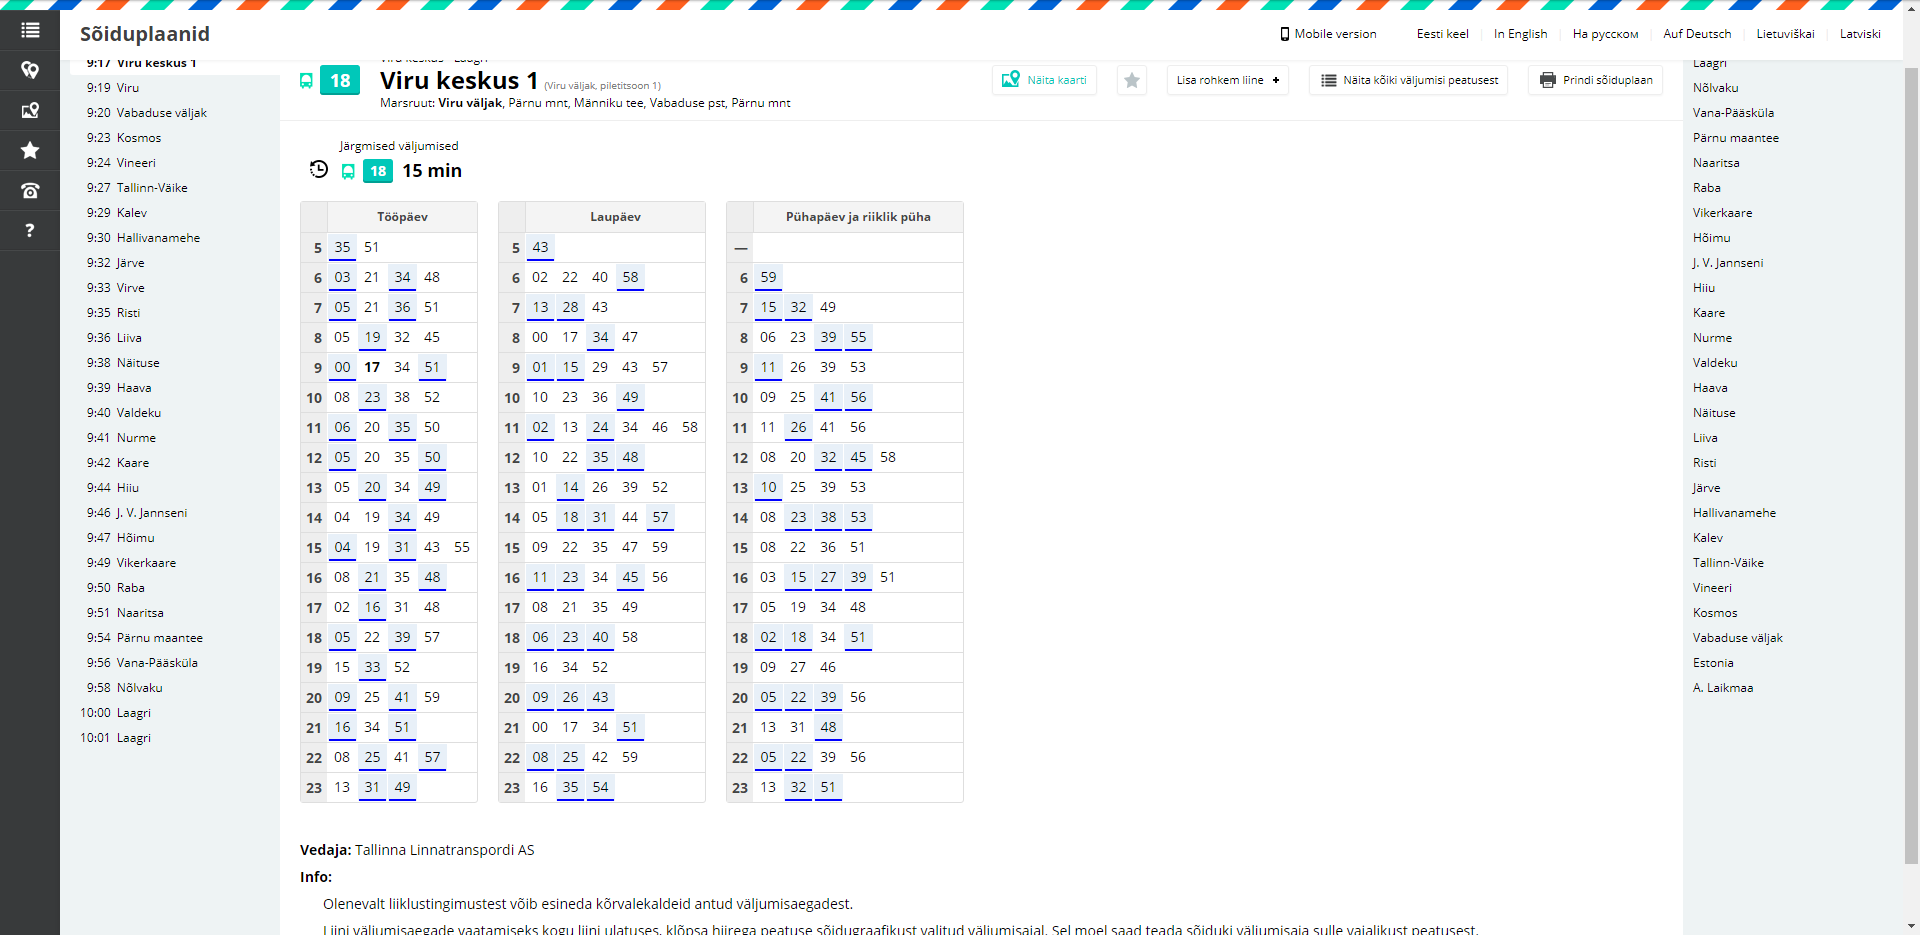 Sõiduplaanid
Mobile version Eesti keel In English На русском Auf Deutsch Lietuviškai Latviski
9:17 Viru keskus 1
9:19 Viru
9:20 Vabaduse väljak
9:23 Kosmos
9:24 Vineeri
9:27 Tallinn-Väike
9:29 Kalev
9:30 Hallivanamehe
9:32 Järve
9:33 Virve
9:35 Risti
9:36 Liiva
9:38 Näituse
9:39 Haava
9:40 Valdeku
9:41 Nurme
9:42 Kaare
9:44 Hiiu
9:46 J. V. Jannseni
9:47 Hõimu
9:49 Vikerkaare
9:50 Raba
9:51 Naaritsa
9:54 Pärnu maantee
9:56 Vana-Pääsküla
9:58 Nõlvaku
10:00 Laagri
10:01 Laagri
Viru keskus - Laagri
18 Viru keskus 1 (Viru väljak, piletitsoon 1)
Marsruut: Viru väljak, Pärnu mnt, Männiku tee, Vabaduse pst, Pärnu mnt
Näita kaarti
Lisa rohkem liine +
Näita kõiki väljumisi peatusest
Prindi sõiduplaan
Järgmised väljumised
18 15 min
Tööpäev
5 35 51
6 03 21 34 48
7 05 21 36 51
8 05 19 32 45
9 00 17 34 51
10 08 23 38 52
11 06 20 35 50
12 05 20 35 50
13 05 20 34 49
14 04 19 34 49
15 04 19 31 43 55
16 08 21 35 48
17 02 16 31 48
18 05 22 39 57
19 15 33 52
20 09 25 41 59
21 16 34 51
22 08 25 41 57
23 13 31 49
Laupäev
5 43
6 02 22 40 58
7 13 28 43
8 00 17 34 47
9 01 15 29 43 57
10 10 23 36 49
11 02 13 24 34 46 58
12 10 22 35 48
13 01 14 26 39 52
14 05 18 31 44 57
15 09 22 35 47 59
16 11 23 34 45 56
17 08 21 35 49
18 06 23 40 58
19 16 34 52
20 09 26 43
21 00 17 34 51
22 08 25 42 59
23 16 35 54
Pühapäev ja riiklik püha
—
6 59
7 15 32 49
8 06 23 39 55
9 11 26 39 53
10 09 25 41 56
11 11 26 41 56
12 08 20 32 45 58
13 10 25 39 53
14 08 23 38 53
15 08 22 36 51
16 03 15 27 39 51
17 05 19 34 48
18 02 18 34 51
19 09 27 46
20 05 22 39 56
21 13 31 48
22 05 22 39 56
23 13 32 51
Vedaja: Tallinna Linnatranspordi AS
Info:
Olenevalt liiklustingimustest võib esineda kõrvalekaldeid antud väljumisaegadest.
Liini väljumisaegade vaatamiseks kogu liini ulatuses, klõpsa hiirega peatuse sõidugraafikust valitud väljumisajal. Sel moel saad teada sõiduki väljumisaja sulle vajalikust peatusest.
Laagri
Nõlvaku
Vana-Pääsküla
Pärnu maantee
Naaritsa
Raba
Vikerkaare
Hõimu
J. V. Jannseni
Hiiu
Kaare
Nurme
Valdeku
Haava
Näituse
Liiva
Risti
Järve
Hallivanamehe
Kalev
Tallinn-Väike
Vineeri
Kosmos
Vabaduse väljak
Estonia
A. Laikmaa